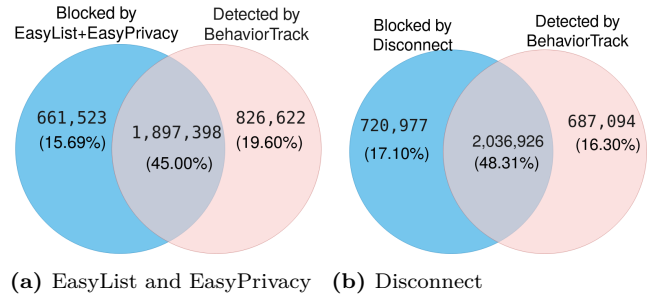 Blocked by
EasyList+EasyPrivacy
Detected by
BehaviorTrack
661,523
(15.69%)
1,897,398
(45.00%)
826,622
(19.60%)
(a) EasyList and EasyPrivacy
Blocked by
Disconnect
Detected by
BehaviorTrack
720,977
(17.10%)
2,036,926
(48.31%)
687,094
(16.30%)
(b) Disconnect